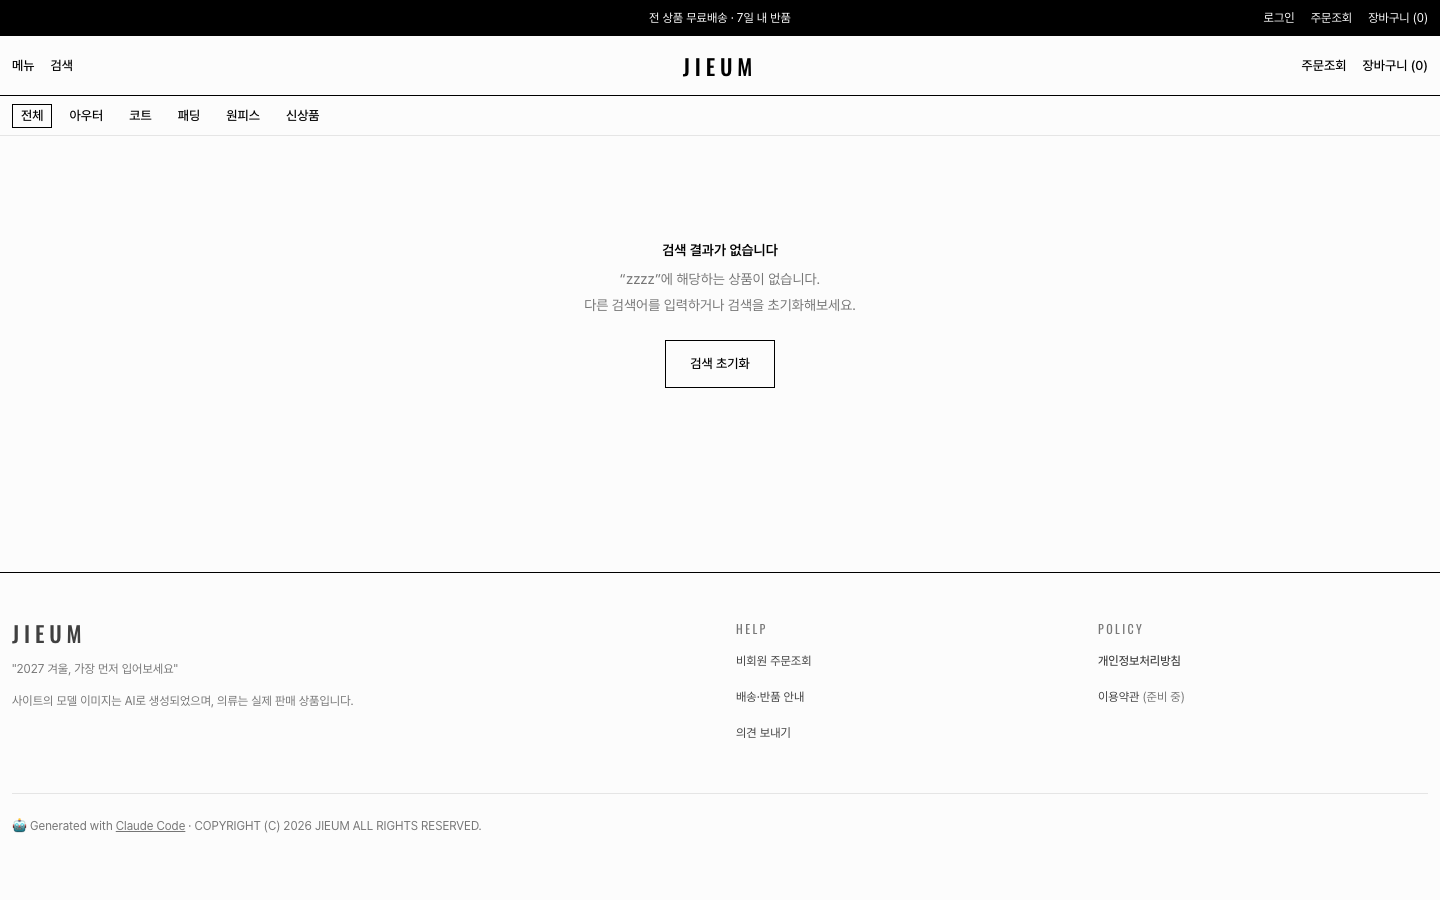 전 상품 무료배송 · 7일 내 반품
로그인 주문조회 장바구니 (0)
메뉴 검색
JIEUM
주문조회 장바구니 (0)
전체 아우터 코트 패딩 원피스 신상품
검색 결과가 없습니다
“zzzz”에 해당하는 상품이 없습니다.
다른 검색어를 입력하거나 검색을 초기화해보세요.
검색 초기화
JIEUM
"2027 겨울, 가장 먼저 입어보세요"
사이트의 모델 이미지는 AI로 생성되었으며, 의류는 실제 판매 상품입니다.
HELP
비회원 주문조회
배송·반품 안내
의견 보내기
POLICY
개인정보처리방침
이용약관 (준비 중)
🤖 Generated with Claude Code · COPYRIGHT (C) 2026 JIEUM ALL RIGHTS RESERVED.